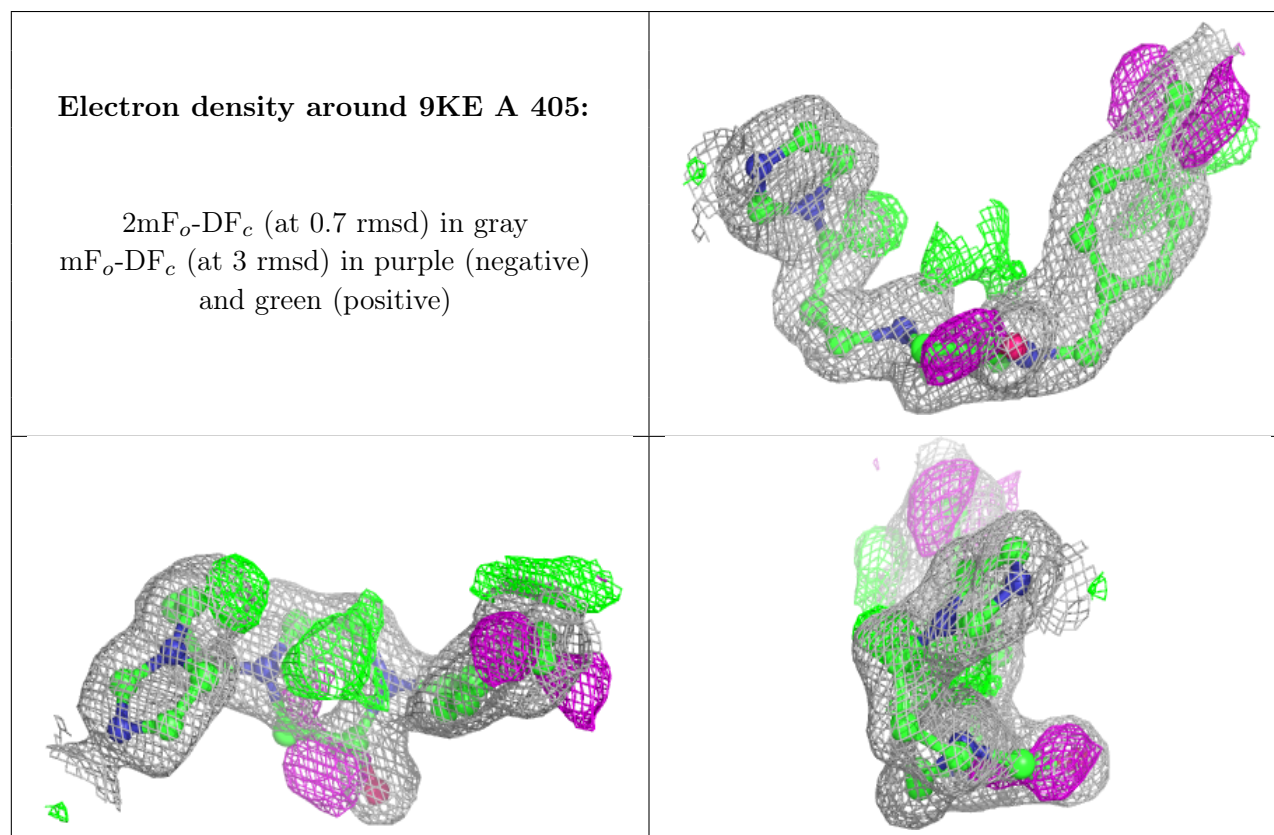 Electron density around 9KE A 405:
2mFo-DFc (at 0.7 rmsd) in gray
mFo-DFc (at 3 rmsd) in purple (negative)
and green (positive)